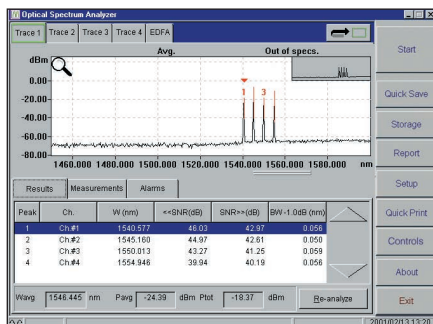 Optical Spectrum Analyzer
Trace 1 Trace 2 Trace 3 Trace 4 EDFA
Avg. Out of specs.
dBm
0.00
-20.00
-40.00
-60.00
-80.00
1 3
1460.000 1480.000 1500.000 1520.000 1540.000 1560.000 1580.000 nm
Results Measurements Alarms
Peak Ch. W (nm) <<SNR(dB) SNR>>(dB) BW-1.0dB (nm)
1 Ch.#1 1540.577 46.03 42.97 0.056
2 Ch.#2 1545.160 44.97 42.61 0.050
3 Ch.#3 1550.013 43.27 41.25 0.059
4 Ch.#4 1554.946 39.94 40.19 0.056
Wavg 1546.445 nm Pavg -24.39 dBm Ptot -18.37 dBm Re-analyze
Start
Quick Save
Storage
Report
Setup
Quick Print
Controls
About
Exit
2001/02/13 13:20